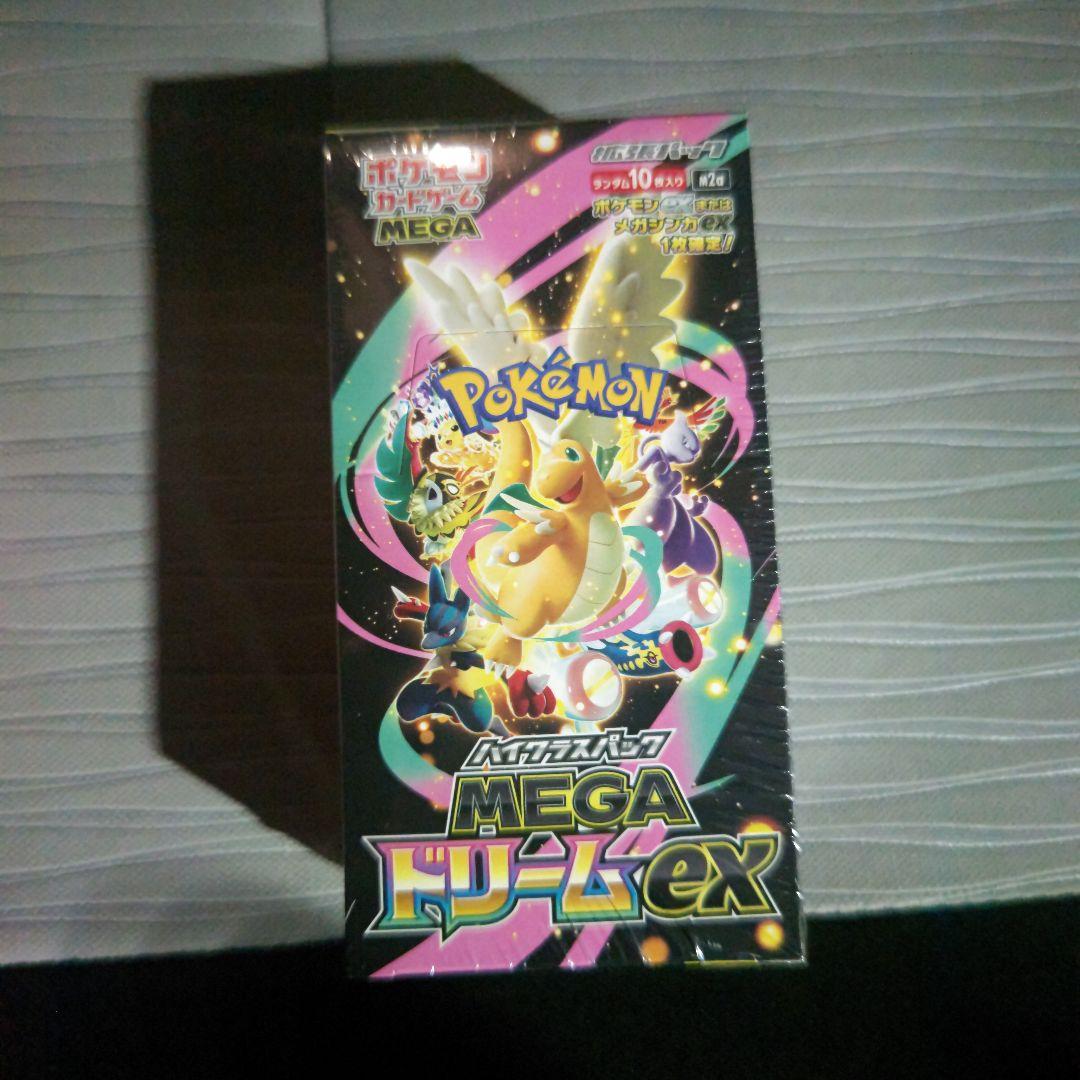 ポケモン
カードゲーム
MEGA
拡張パック
ランダム10枚入り M2a
ポケモンexまたは
メガシンカex
1枚確定!
POKéMON
ハイクラスパック
MEGA
ドリームex